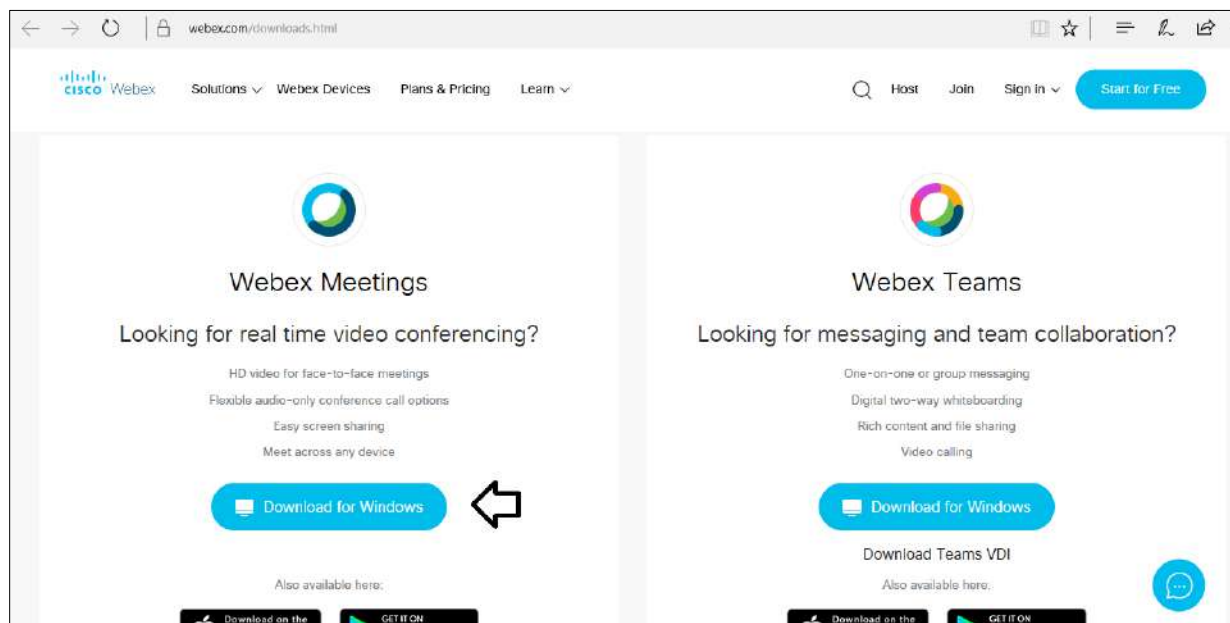 webex.com/downloads.html
cisco Webex Solutions Webex Devices Plans & Pricing Learn Host Join Sign in Start for Free
Webex Meetings
Looking for real time video conferencing?
HD video for face-to-face meetings
Flexible audio-only conference call options
Easy screen sharing
Meet across any device
Download for Windows
Also available here:
Download on the
GET IT ON
Webex Teams
Looking for messaging and team collaboration?
One-on-one or group messaging
Digital two-way whiteboarding
Rich content and file sharing
Video calling
Download for Windows
Download Teams VDI
Also available here:
Download on the
GET IT ON